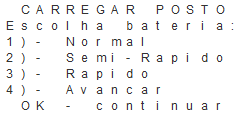 CARREGAR POSTO
Escolha bateria:
1)- Normal
2)- Semi-Rapido
3)- Rapido
4)- Avancar
OK - continuar